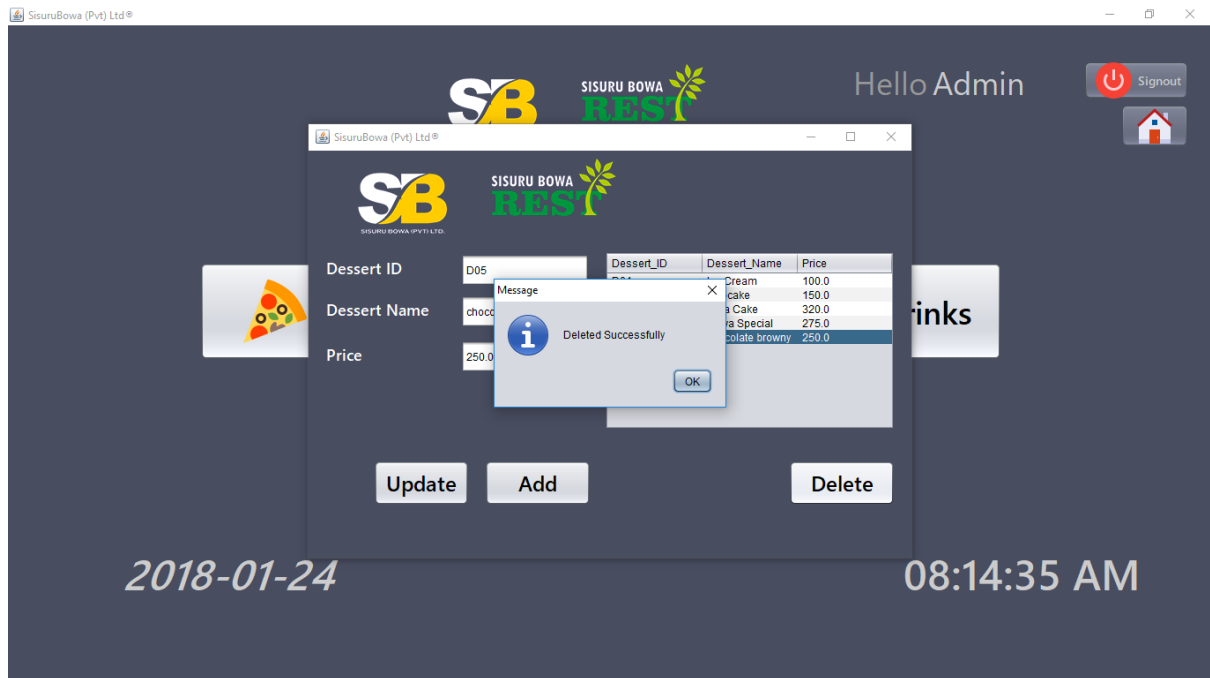 SisuruBowa (Pvt) Ltd®
Hello Admin
Signout
SB
SISURU BOWA
REST
SisuruBowa (Pvt) Ltd®
SB
SISURU BOWA (PVT) LTD.
SISURU BOWA
REST
Dessert ID
D05
Dessert Name
Price
250.0
Dessert_ID Dessert_Name Price
100.0
150.0
320.0
275.0
250.0
Cream
cake
Cake
Special
browny
Message
Deleted Successfully
OK
Update
Add
Delete
2018-01-24
08:14:35 AM